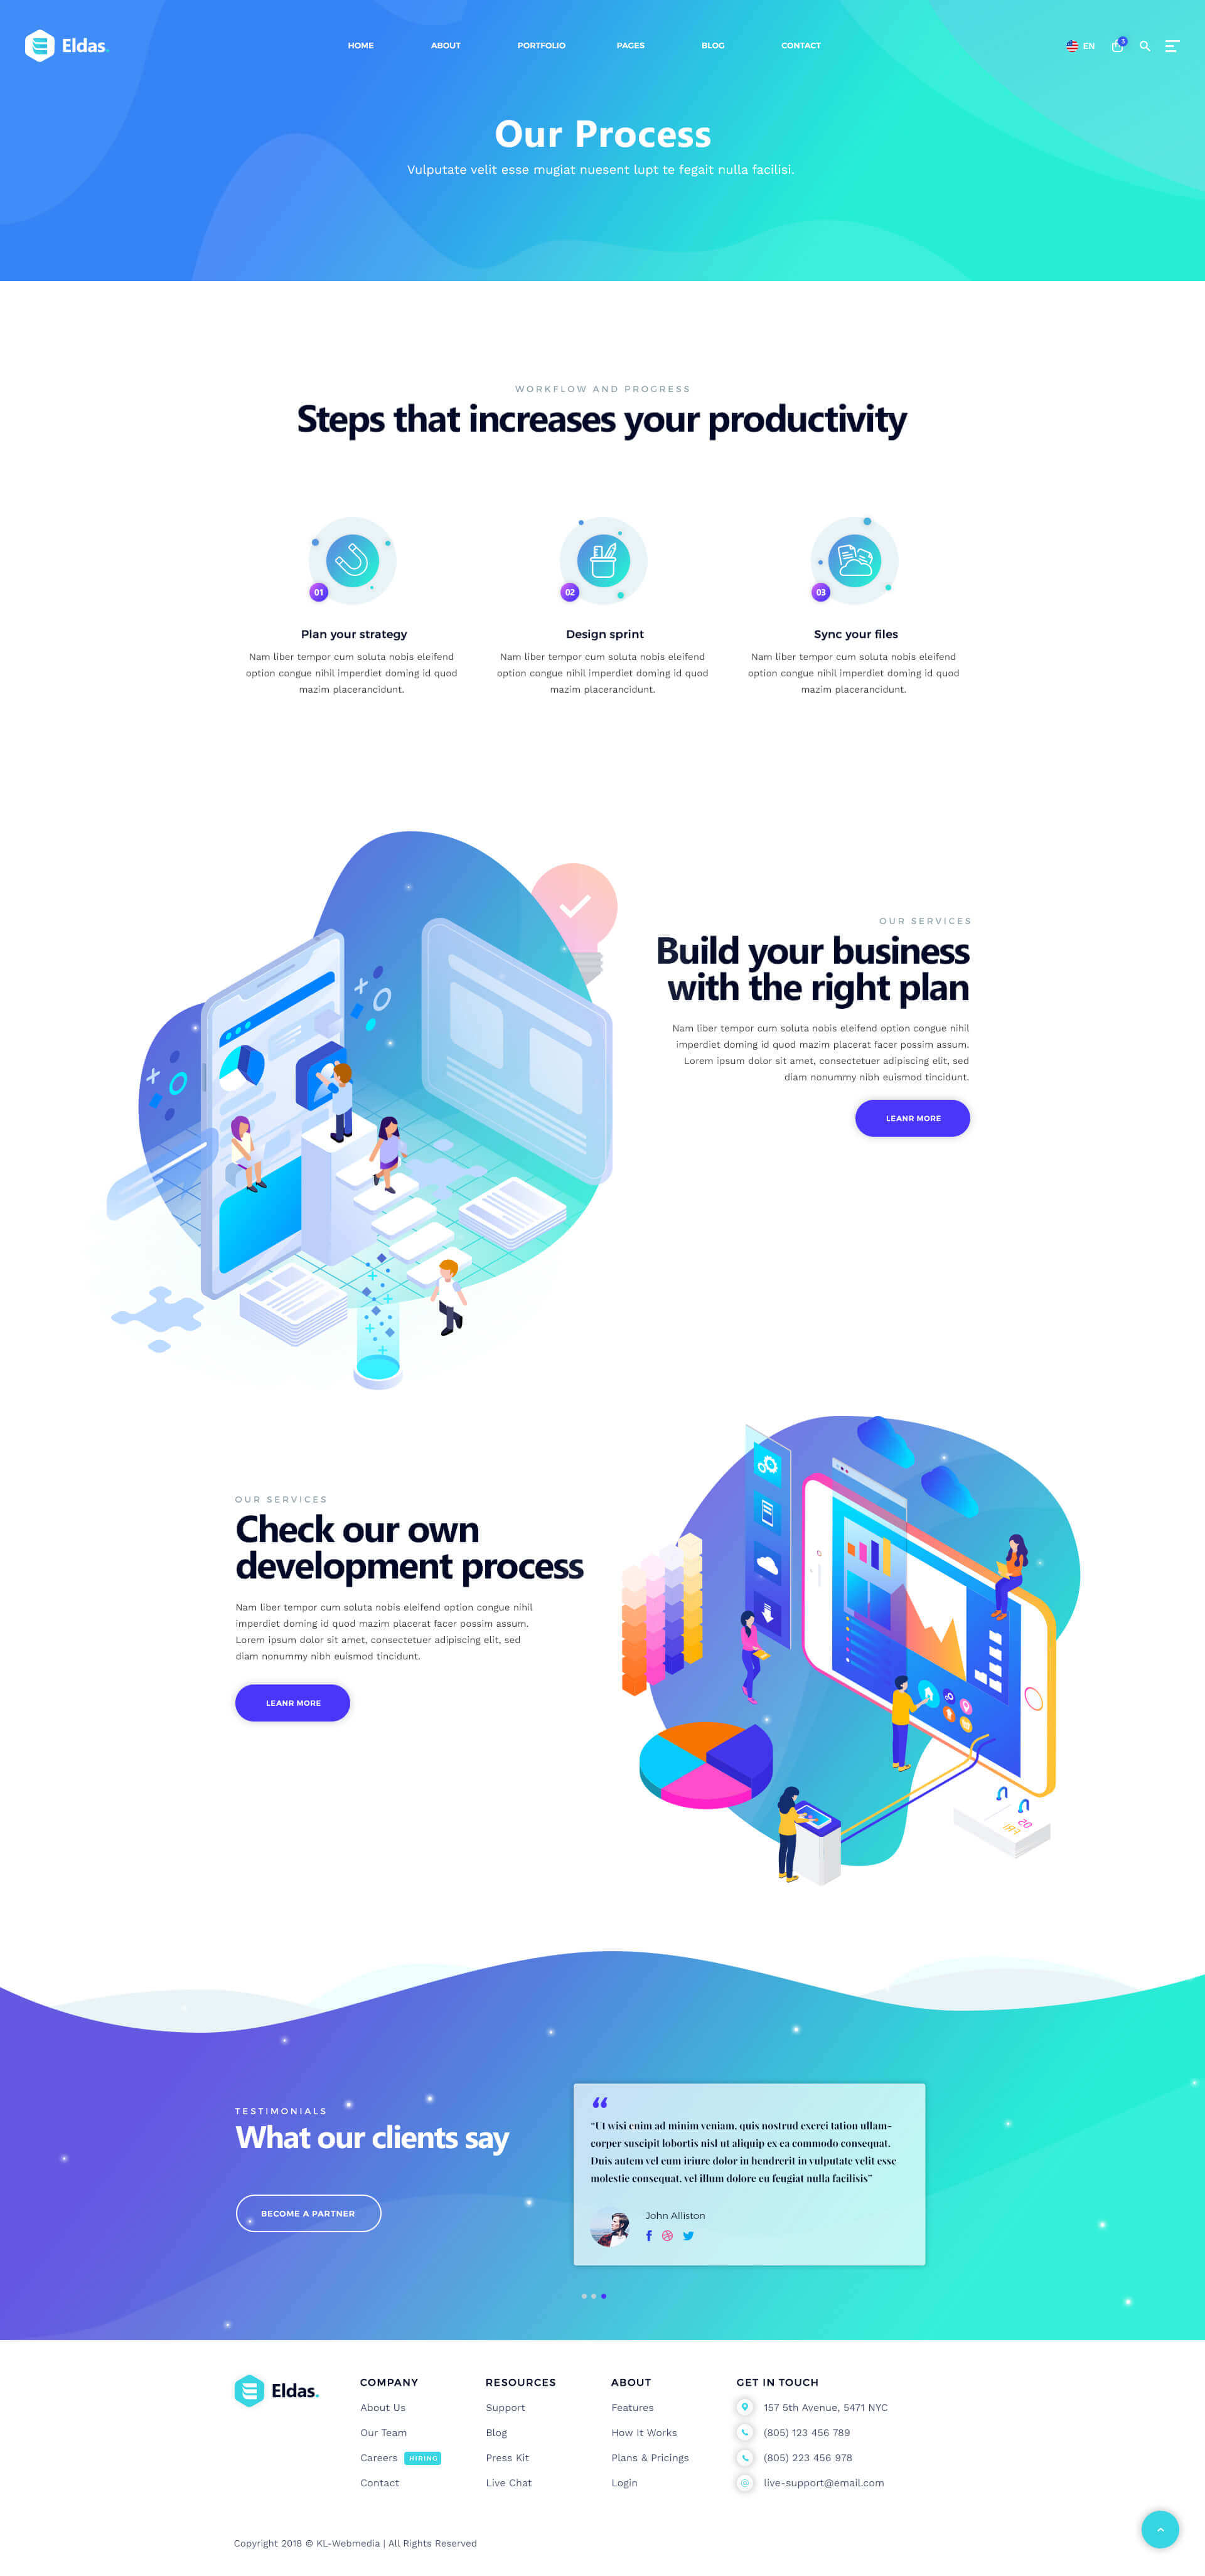 Eldas.
HOME ABOUT PORTFOLIO PAGES BLOG CONTACT
EN 3
Our Process
Vulputate velit esse mugiat nuesent lupt te fegait nulla facilisi.
WORKFLOW AND PROGRESS
Steps that increases your productivity
01
Plan your strategy
Nam liber tempor cum soluta nobis eleifend
option congue nihil imperdiet doming id quod
mazim placerancidunt.
02
Design sprint
Nam liber tempor cum soluta nobis eleifend
option congue nihil imperdiet doming id quod
mazim placerancidunt.
03
Sync your files
Nam liber tempor cum soluta nobis eleifend
option congue nihil imperdiet doming id quod
mazim placerancidunt.
OUR SERVICES
Build your business
with the right plan
Nam liber tempor cum soluta nobis eleifend option congue nihil
imperdiet doming id quod mazim placerat facer possim assum.
Lorem ipsum dolor sit amet, consectetuer adipiscing elit, sed
diam nonummy nibh euismod tincidunt.
LEANR MORE
OUR SERVICES
Check our own
development process
Nam liber tempor cum soluta nobis eleifend option congue nihil
imperdiet doming id quod mazim placerat facer possim assum.
Lorem ipsum dolor sit amet, consectetuer adipiscing elit, sed
diam nonummy nibh euismod tincidunt.
LEANR MORE
FRI 20
TESTIMONIALS
What our clients say
BECOME A PARTNER
“
“Ut wisi enim ad minim veniam, quis nostrud exerci tation ullam-
corper suscipit lobortis nisl ut aliquip ex ea commodo consequat.
Duis autem vel eum iriure dolor in hendrerit in vulputate velit esse
molestie consequat, vel illum dolore eu feugiat nulla facilisis”
John Alliston
Eldas.
COMPANY
About Us
Our Team
Careers HIRING
Contact
RESOURCES
Support
Blog
Press Kit
Live Chat
ABOUT
Features
How It Works
Plans & Pricings
Login
GET IN TOUCH
157 5th Avenue, 5471 NYC
(805) 123 456 789
(805) 223 456 978
live-support@email.com
Copyright 2018 © KL-Webmedia | All Rights Reserved